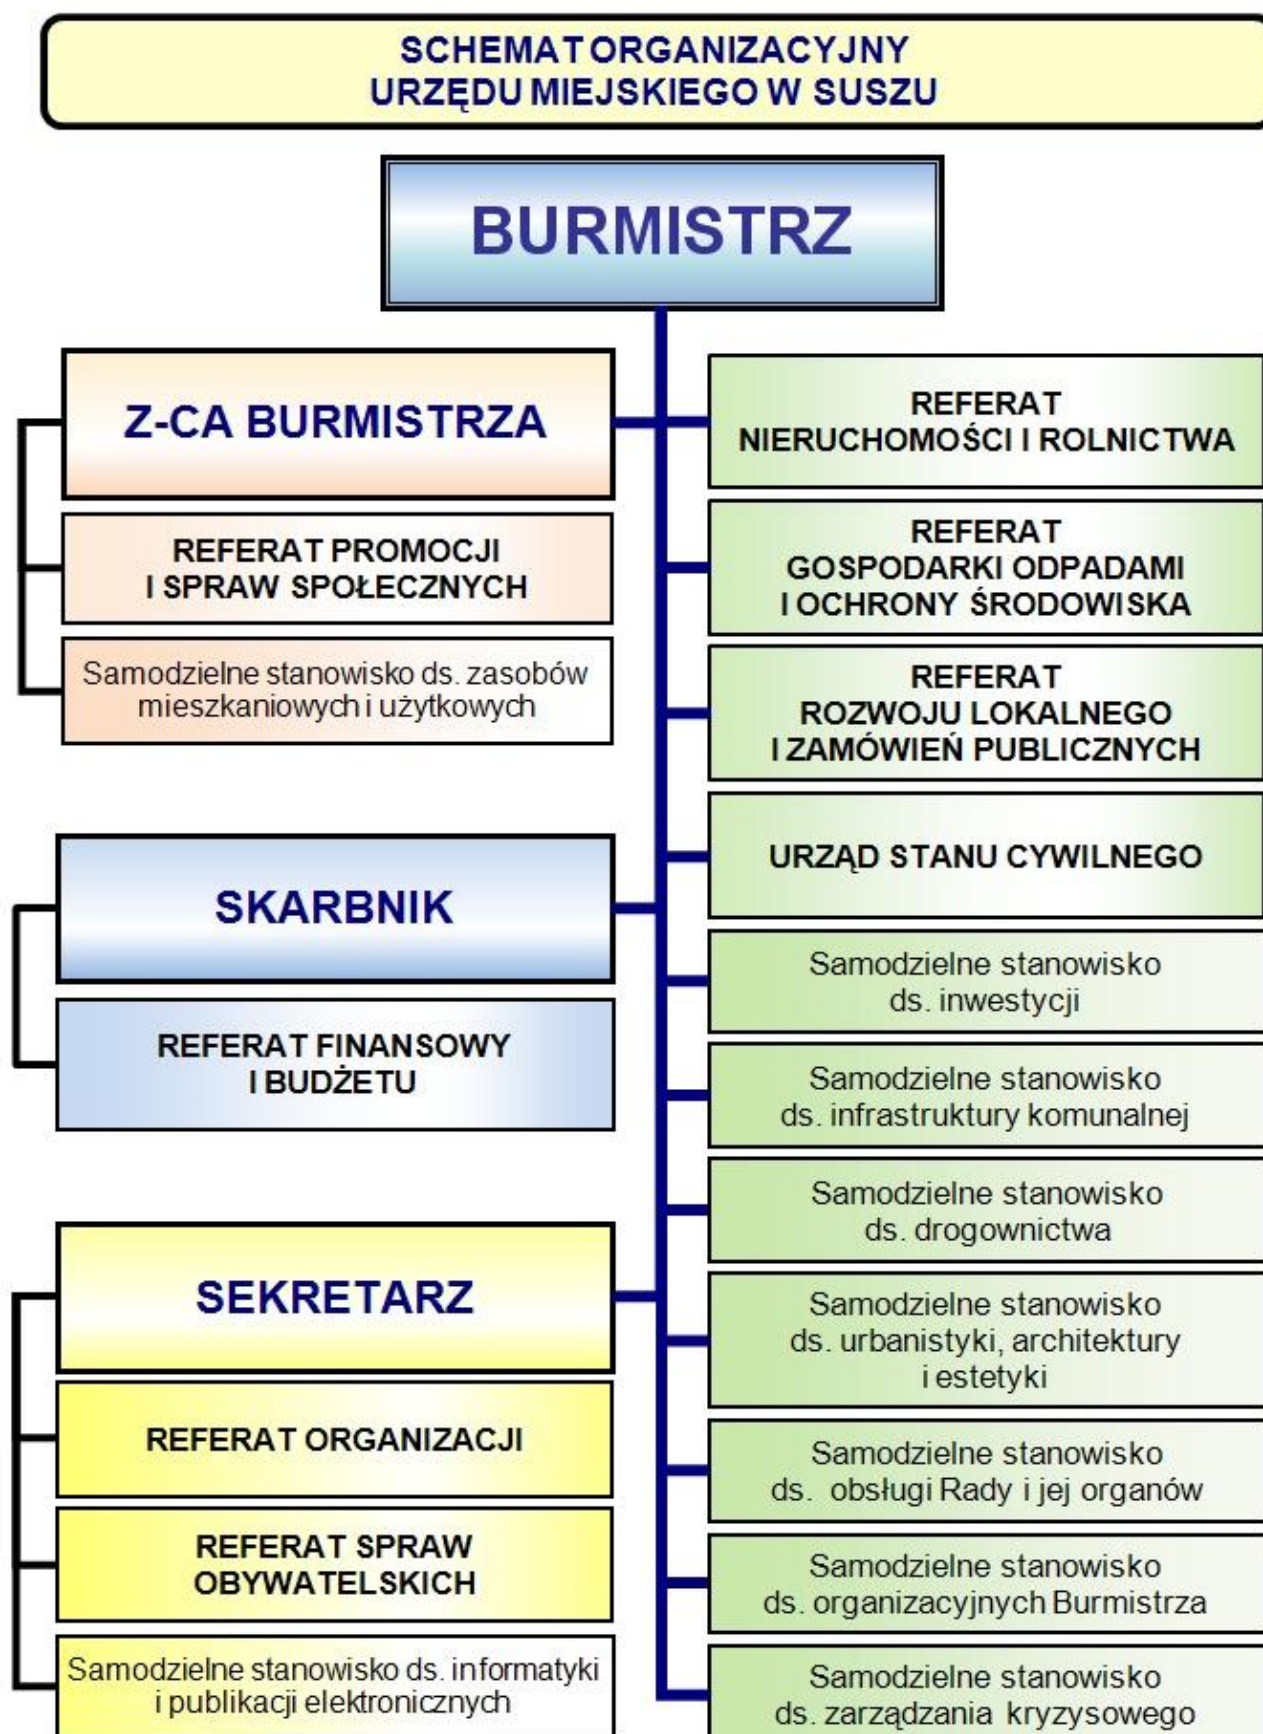 SCHEMAT ORGANIZACYJNY
URZĘDU MIEJSKIEGO W SUSZU
BURMISTRZ
Z-CA BURMISTRZA
REFERAT PROMOCJI
I SPRAW SPOŁECZNYCH
Samodzielne stanowisko ds. zasobów
mieszkaniowych i użytkowych
SKARBNIK
REFERAT FINANSOWY
I BUDŻETU
SEKRETARZ
REFERAT ORGANIZACJI
REFERAT SPRAW
OBYWATELSKICH
Samodzielne stanowisko ds. informatyki
i publikacji elektronicznych
REFERAT
NIERUCHOMOŚCI I ROLNICTWA
REFERAT
GOSPODARKI ODPADAMI
I OCHRONY ŚRODOWISKA
REFERAT
ROZWOJU LOKALNEGO
I ZAMÓWIEŃ PUBLICZNYCH
URZĄD STANU CYWILNEGO
Samodzielne stanowisko
ds. inwestycji
Samodzielne stanowisko
ds. infrastruktury komunalnej
Samodzielne stanowisko
ds. drogownictwa
Samodzielne stanowisko
ds. urbanistyki, architektury
i estetyki
Samodzielne stanowisko
ds. obsługi Rady i jej organów
Samodzielne stanowisko
ds. organizacyjnych Burmistrza
Samodzielne stanowisko
ds. zarządzania kryzysowego